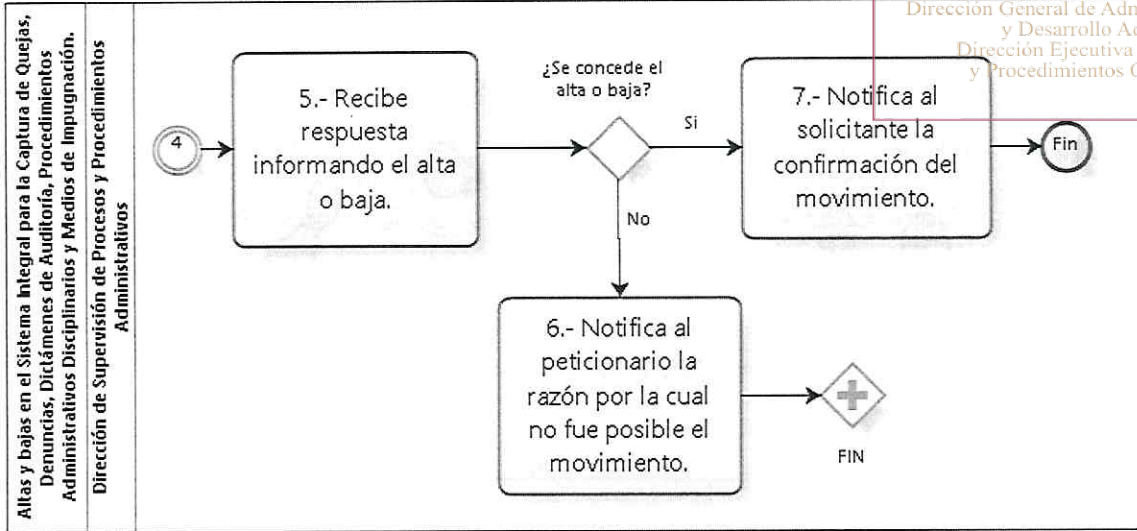 Altas y bajas en el Sistema Integral para la Captura de Quejas,
Denuncias, Dictámenes de Auditoría, Procedimientos
Administrativos Disciplinarios y Medios de Impugnación.
Dirección de Supervisión de Procesos y Procedimientos
Administrativos
Dirección General de Adm
y Desarrollo Ad
Dirección Ejecutiva
y Procedimientos O
4
5.- Recibe
respuesta
informando el alta
o baja.
¿Se concede el
alta o baja?
Si
No
7.- Notifica al
solicitante la
confirmación del
movimiento.
Fin
6.- Notifica al
peticionario la
razón por la cual
no fue posible el
movimiento.
FIN